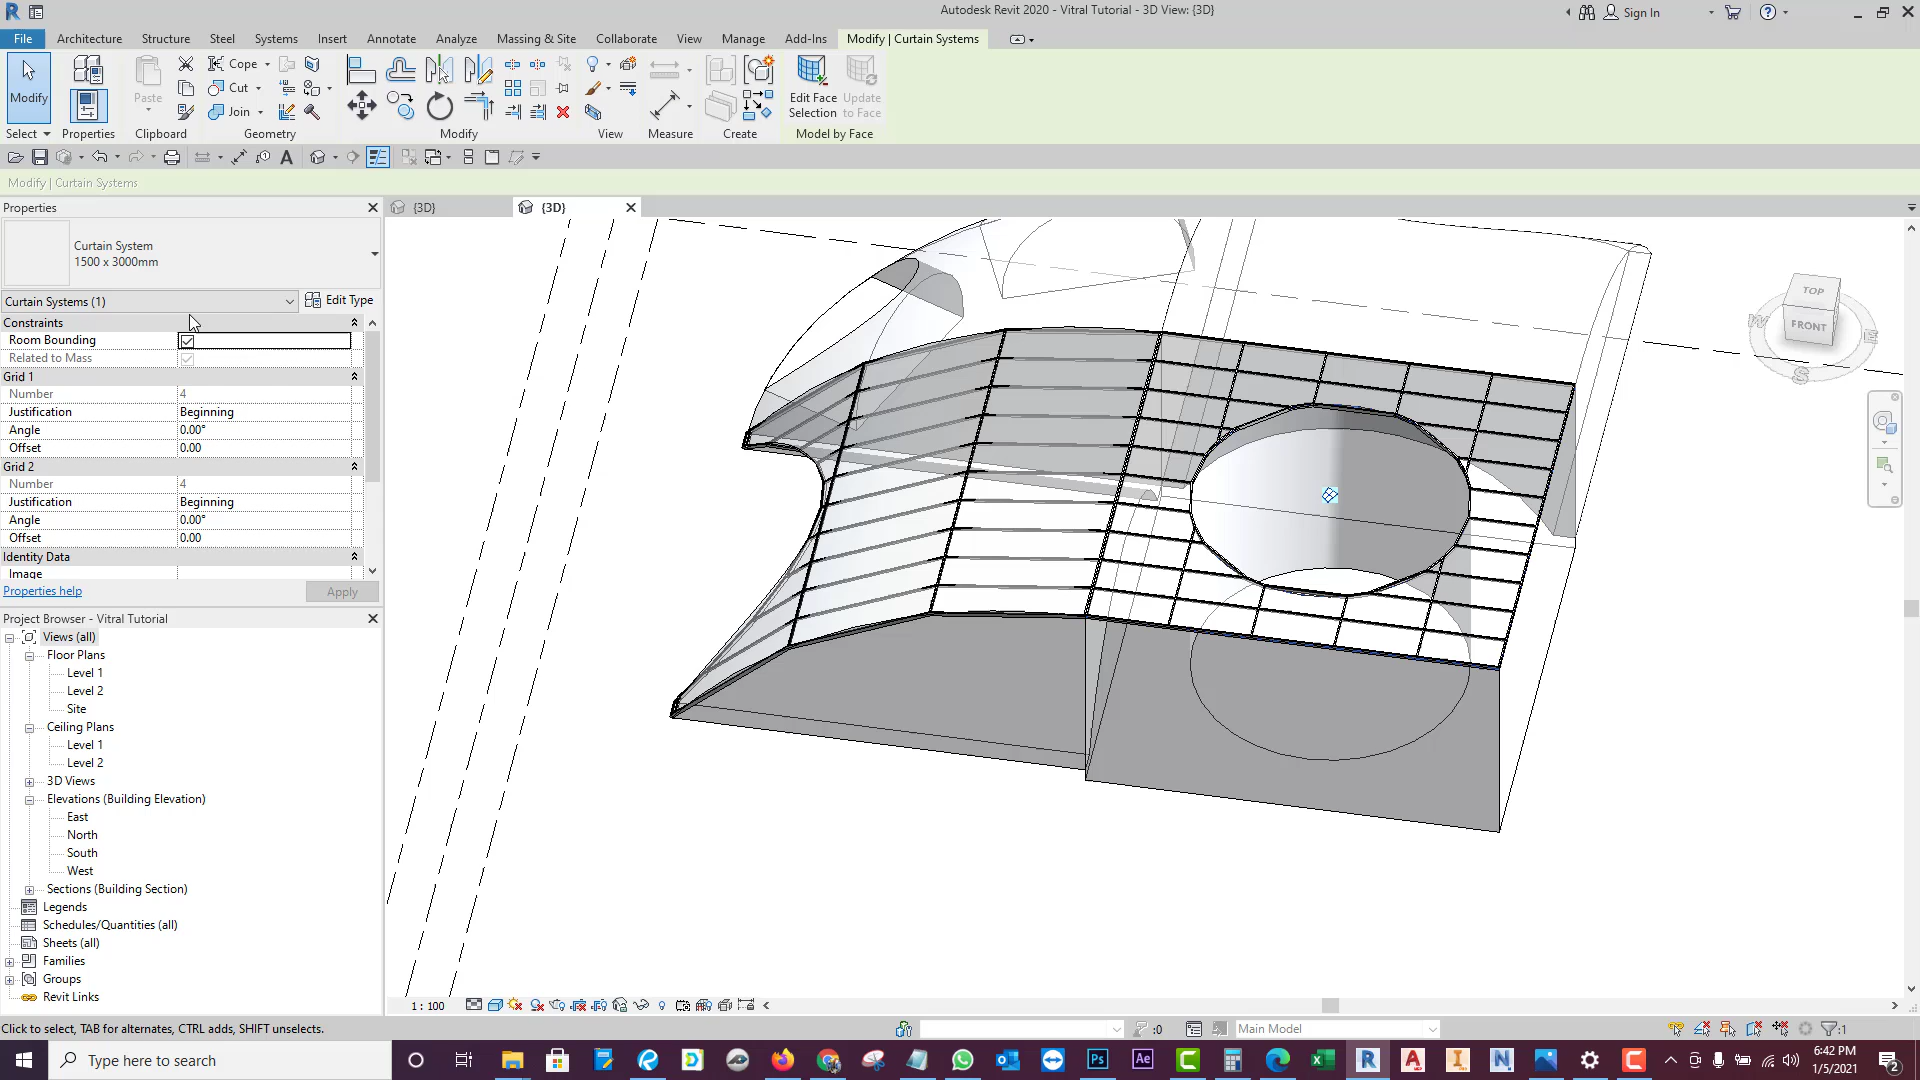 Autodesk Revit 2020 - Vitral Tutorial - 3D View: {3D}
Sign In
File Architecture Structure Steel Systems Insert Annotate Analyze Massing & Site Collaborate View Manage Add-Ins Modify | Curtain Systems
Modify
Paste
Cope
Cut
Join
Edit Face
Selection
Update
to Face
Select Properties Clipboard Geometry Modify View Measure Create Model by Face
Modify | Curtain Systems
Properties
{3D}
{3D}
Curtain System
1500 x 3000mm
Curtain Systems (1)
Edit Type
Constraints
Room Bounding
Related to Mass
Grid 1
Number 4
Justification Beginning
Angle 0.00°
Offset 0.00
Grid 2
Number 4
Justification Beginning
Angle 0.00°
Offset 0.00
Identity Data
Image
Properties help
Apply
TOP
FRONT
W
E
S
Project Browser - Vitral Tutorial
Views (all)
Floor Plans
Level 1
Level 2
Site
Ceiling Plans
Level 1
Level 2
3D Views
Elevations (Building Elevation)
East
North
South
West
Sections (Building Section)
Legends
Schedules/Quantities (all)
Sheets (all)
Families
Groups
Revit Links
1 : 100
Click to select, TAB for alternates, CTRL adds, SHIFT unselects.
:0
Main Model
:1
Type here to search
6:42 PM
1/5/2021
2